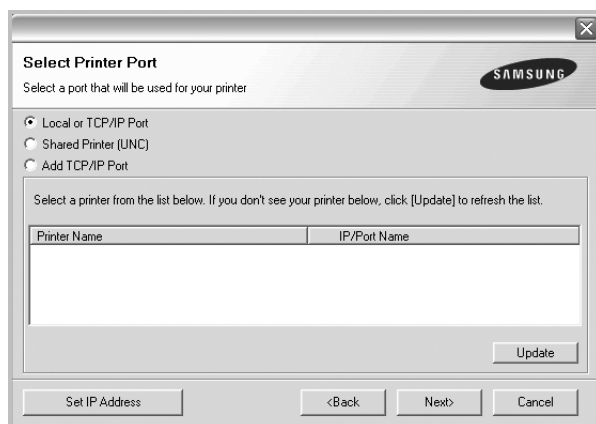 Select Printer Port
Select a port that will be used for your printer
SAMSUNG
Local or TCP/IP Port
Shared Printer (UNC)
Add TCP/IP Port
Select a printer from the list below. If you don't see your printer below, click [Update] to refresh the list.
Printer Name IP/Port Name
Update
Set IP Address <Back Next> Cancel